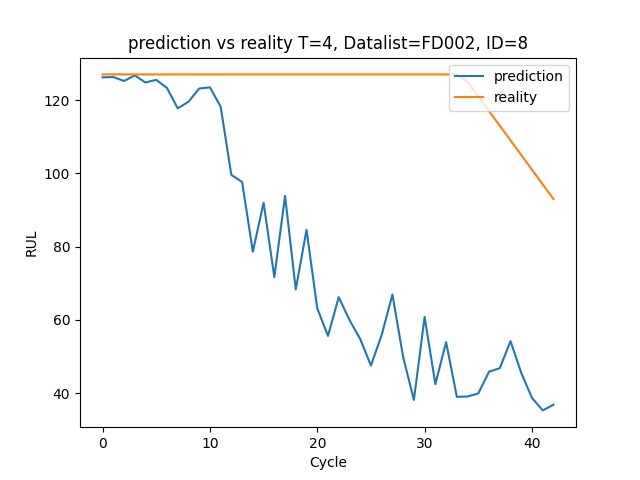 prediction vs reality T=4, Datalist=FD002, ID=8
prediction
reality
RUL
120
100
80
60
40
0 10 20 30 40
Cycle